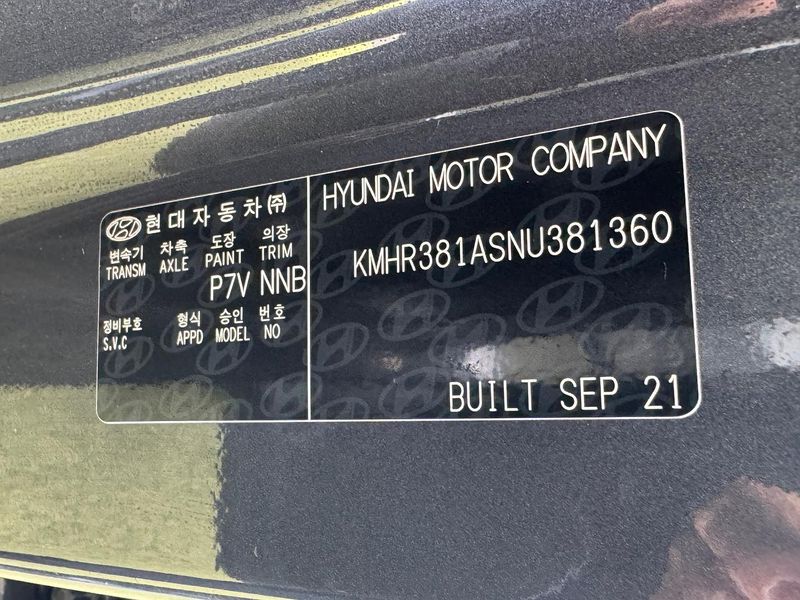 현대자동차㈜
변속기 차축 도장 의장
TRANSM AXLE PAINT TRIM
P7V NNB
정비부호 형식 승인 번호
S.V.C APPD MODEL NO
HYUNDAI MOTOR COMPANY
KMHR381ASNU381360
BUILT SEP 21